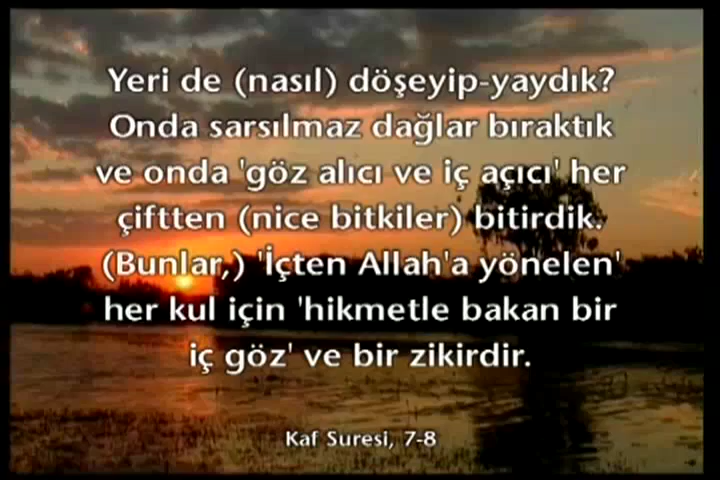 Yeri de (nasıl) döşeyip-yaydık?
Onda sarsılmaz dağlar bıraktık
ve onda 'göz alıcı ve iç açıcı' her
çiftten (nice bitkiler) bitirdik.
(Bunlar,) 'İçten Allah'a yönelen'
her kul için 'hikmetle bakan bir
iç göz' ve bir zikirdir.
Kaf Suresi, 7-8